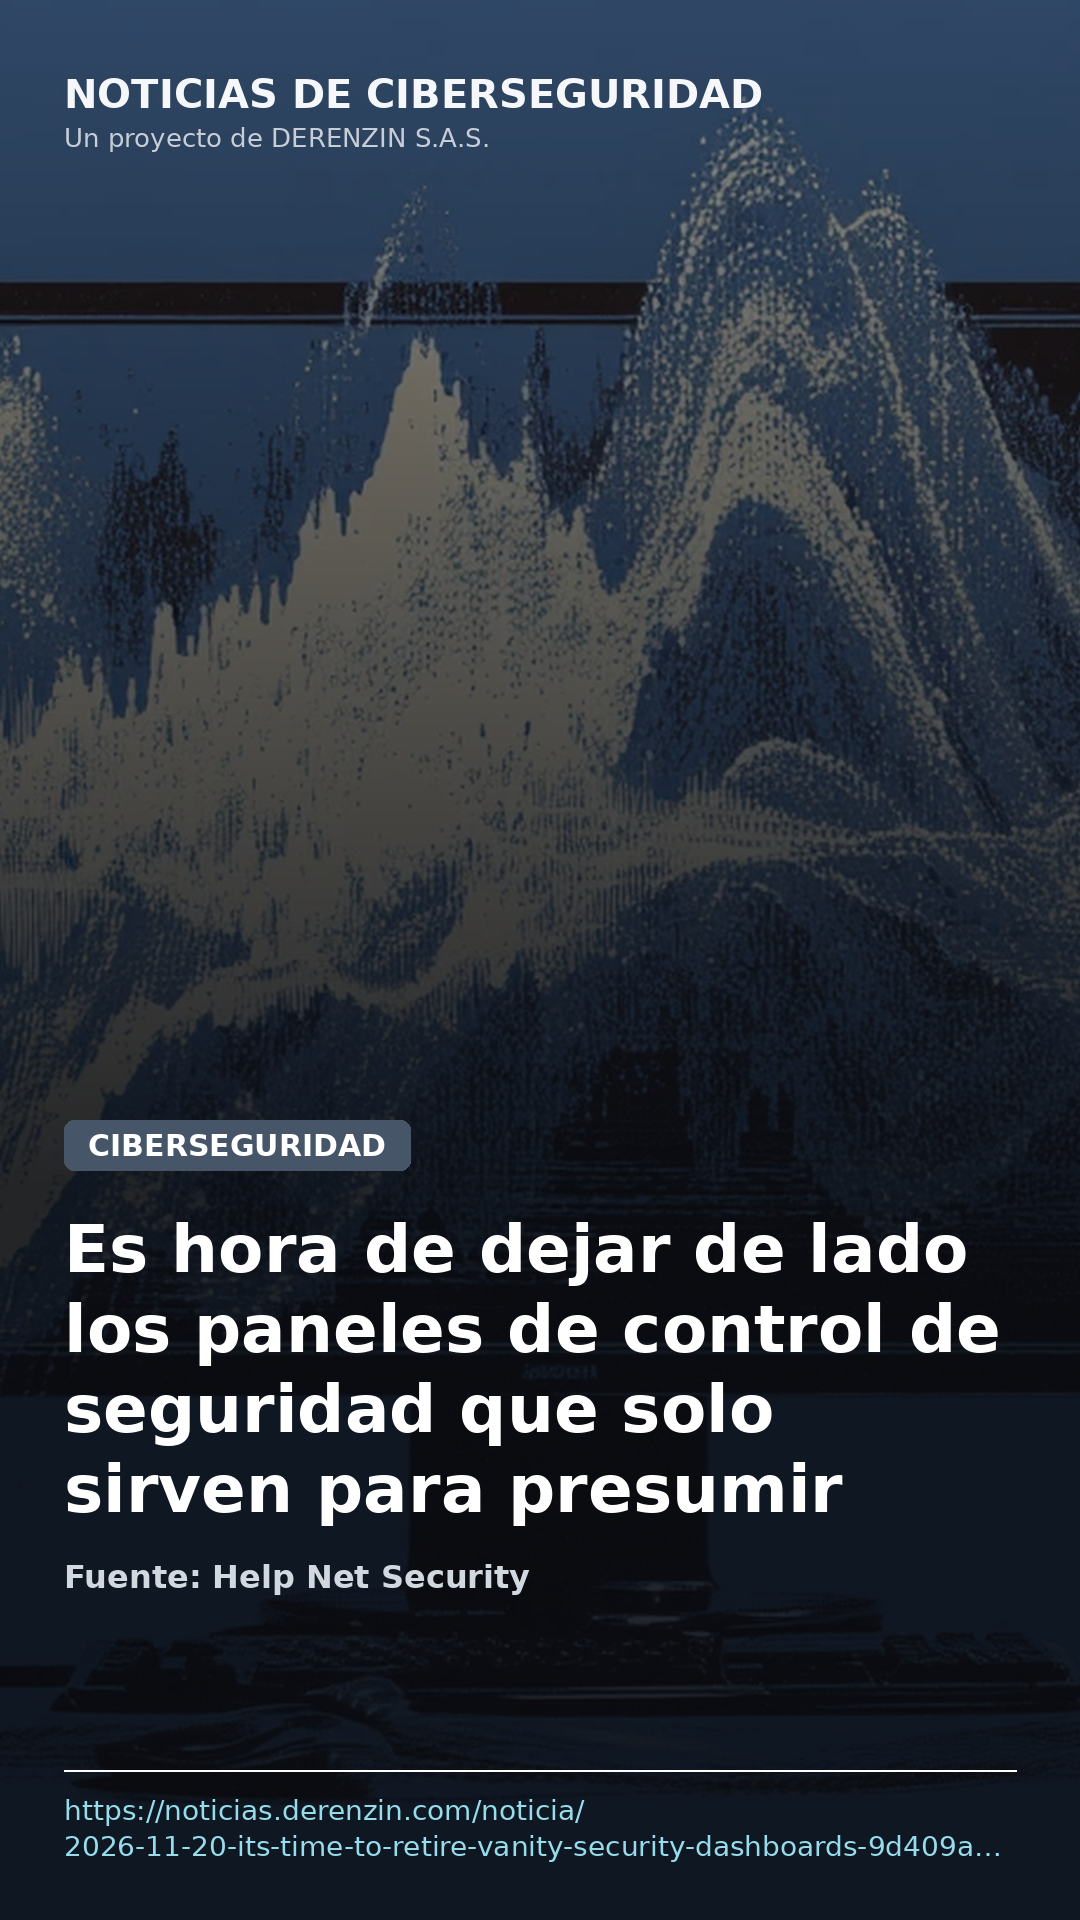 NOTICIAS DE CIBERSEGURIDAD
Un proyecto de DERENZIN S.A.S.
CIBERSEGURIDAD
Es hora de dejar de lado
los paneles de control de
seguridad que solo
sirven para presumir
Fuente: Help Net Security
https://noticias.derenzin.com/noticia/
2026-11-20-its-time-to-retire-vanity-security-dashboards-9d409a...